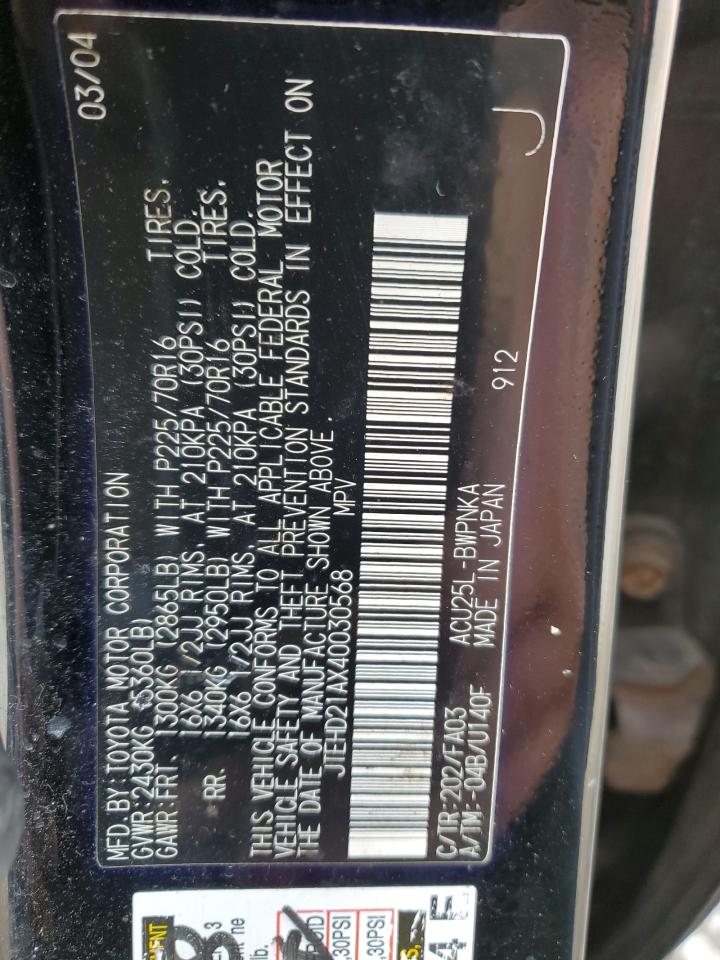 MFD.BY:TOYOTA MOTOR CORPORATION 03/04
GVWR:2430KG (5360LB)
GAWR:FRT. 1300KG (2865LB) WITH P225/70R16 TIRES.
16X6 1/2JJ RIMS. AT 210KPA (30PSI) COLD.
RR. 1340KG (2950LB) WITH P225/70R16 TIRES.
16X6 1/2JJ RIMS. AT 210KPA (30PSI) COLD.
THIS VEHICLE CONFORMS TO ALL APPLICABLE FEDERAL MOTOR
VEHICLE SAFETY AND THEFT PREVENTION STANDARDS IN EFFECT ON
THE DATE OF MANUFACTURE SHOWN ABOVE.
JTEHD21AX40030568 MPV
C/TR:202/FA03 ACU25L-BWPNKA
A/TM:-04B/U140F MADE IN JAPAN 912
J
,30PSI
,30PSI